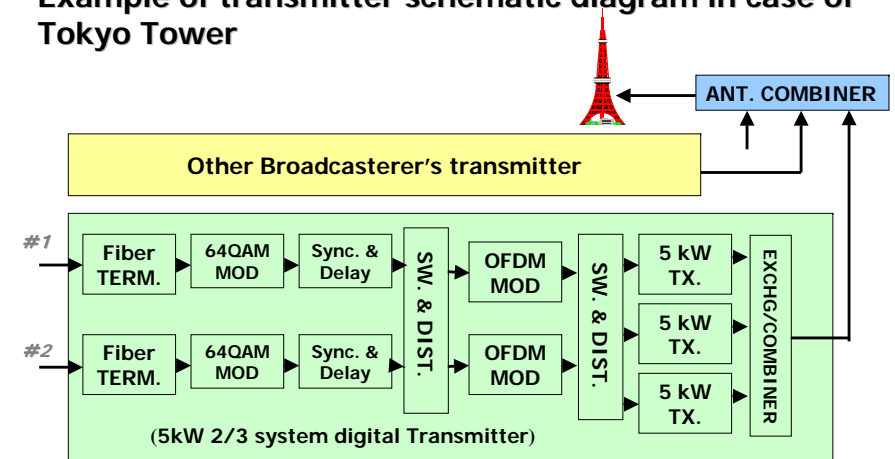 Example of transmitter schematic diagram in case of
Tokyo Tower
ANT. COMBINER
Other Broadcasterer's transmitter
#1
Fiber
TERM.
64QAM
MOD
Sync. &
Delay
SW. & DIST.
OFDM
MOD
SW. & DIST.
5 kW
TX.
EXCHG/COMBINER
5 kW
TX.
5 kW
TX.
#2
Fiber
TERM.
64QAM
MOD
Sync. &
Delay
OFDM
MOD
(5kW 2/3 system digital Transmitter)